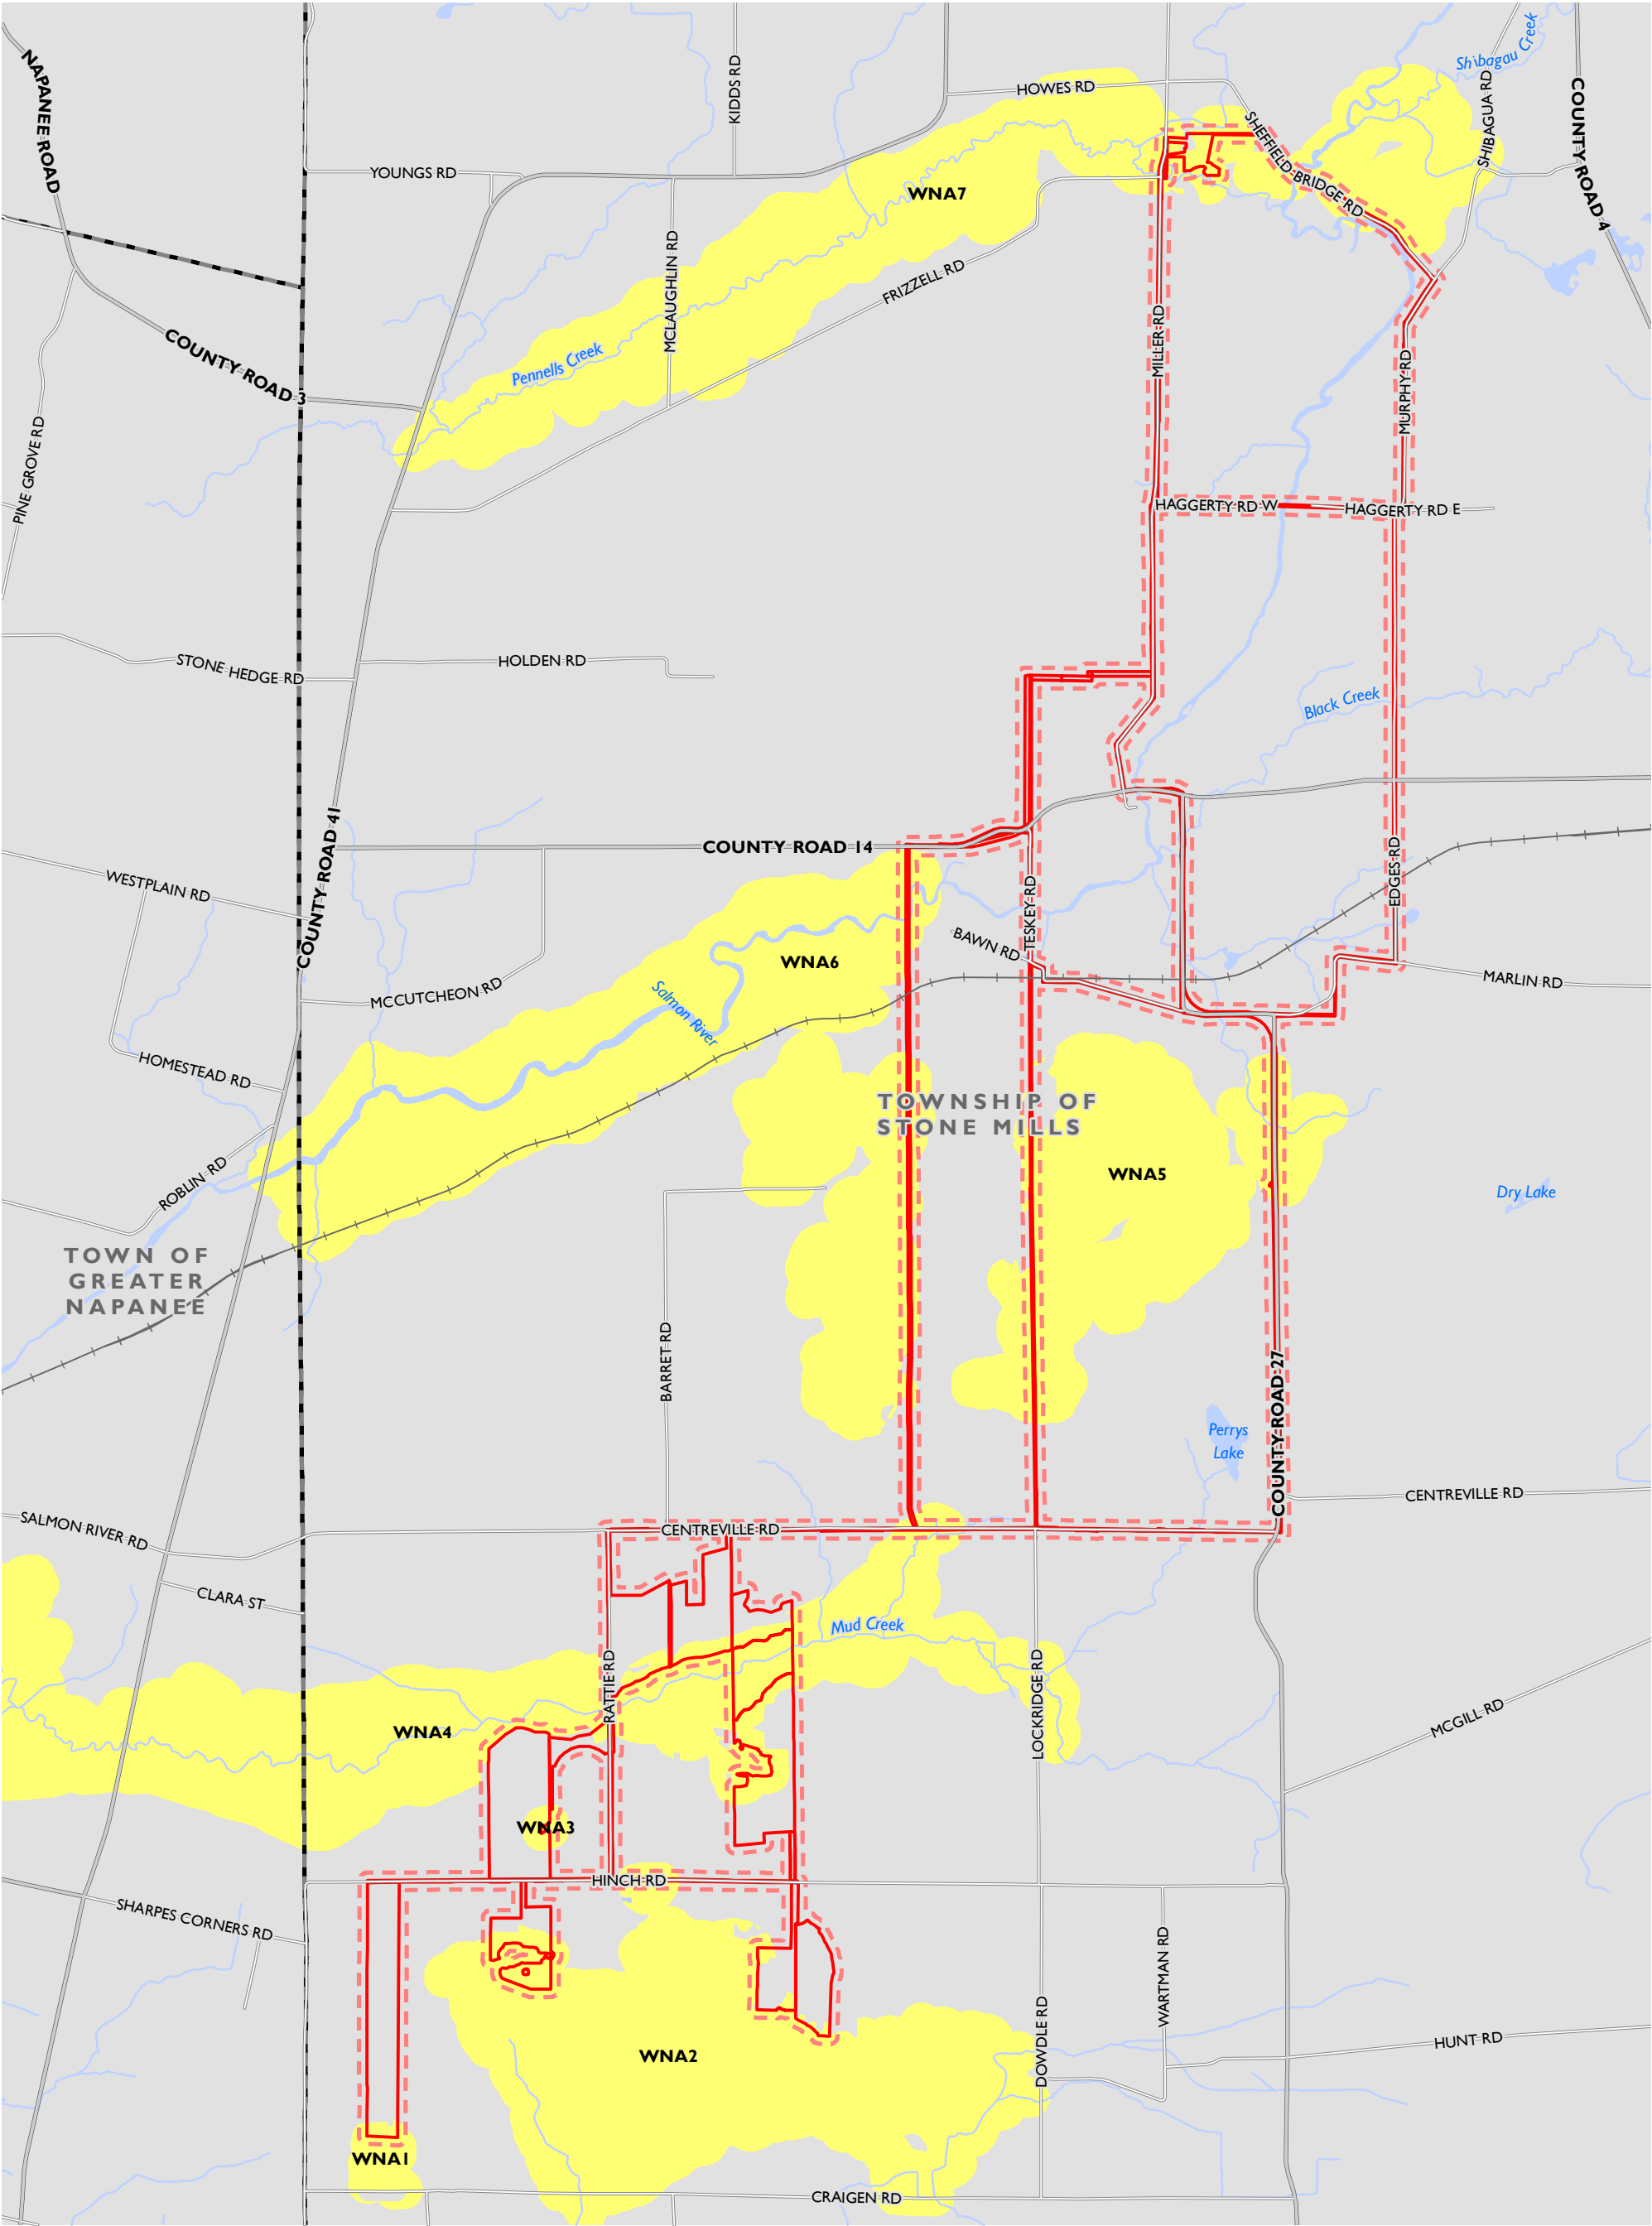 Shibagau Creek
NAPANEE ROAD
KIDDS RD
HOWES RD
SHIBAGUA RD
COUNTY ROAD 4
SHEFFIELD BRIDGE RD
YOUNGS RD
WNA7
MCLAUGHLIN RD
FRIZZELL RD
COUNTY ROAD 3
Pennells Creek
MILLER RD
MURPHY RD
PINE GROVE RD
HAGGERTY RD W
HAGGERTY RD E
STONE HEDGE RD
HOLDEN RD
Black Creek
COUNTY ROAD 41
COUNTY ROAD 14
WESTPLAIN RD
TESKEY RD
EDGES RD
BAWN RD
WNA6
MARLIN RD
MCCUTCHEON RD
Salmon River
HOMESTEAD RD
TOWNSHIP OF
STONE MILLS
WNA5
ROBLIN RD
Dry Lake
TOWN OF
GREATER
NAPANEE
BARRET RD
COUNTY ROAD 27
Perrys
Lake
CENTREVILLE RD
SALMON RIVER RD
CENTREVILLE RD
CLARA ST
Mud Creek
RATTIE RD
LOCKRIDGE RD
MCGILL RD
WNA4
WNA3
HINCH RD
SHARPES CORNERS RD
WARTMAN RD
DOWDLE RD
HUNT RD
WNA2
WNA1
CRAIGEN RD